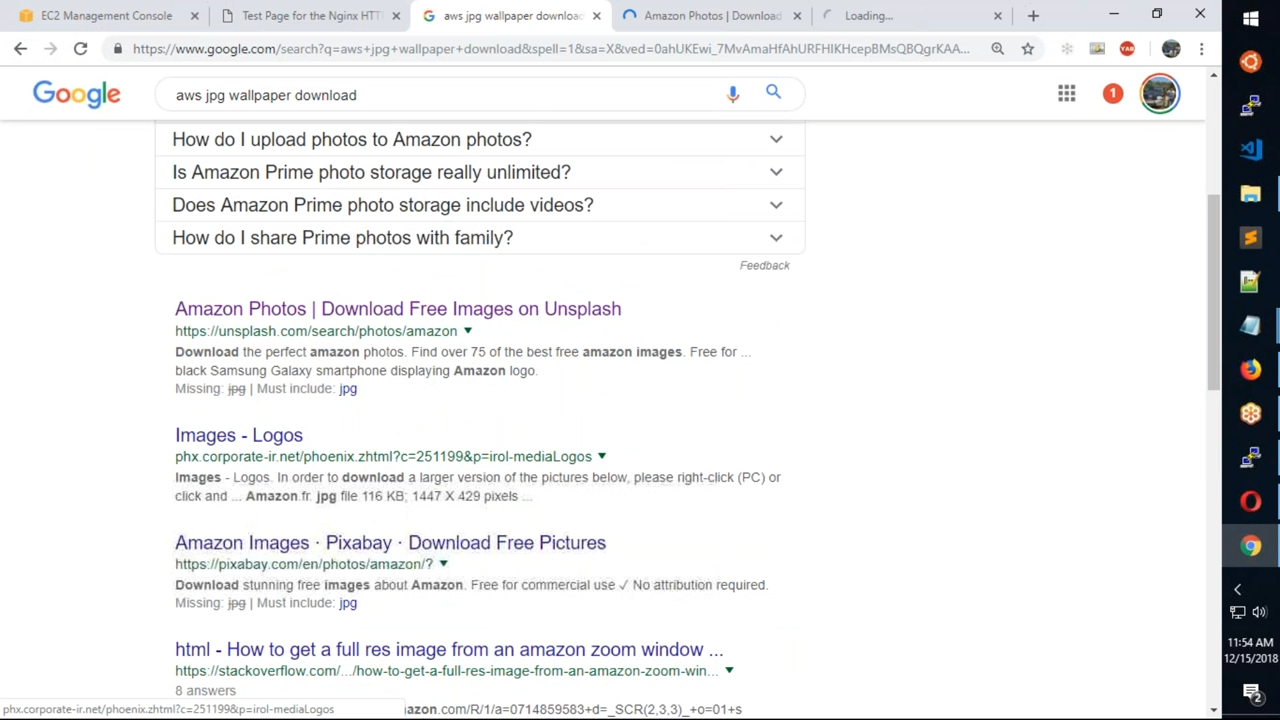 EC2 Management Console
Test Page for the Nginx HTT
aws jpg wallpaper download
Amazon Photos | Download
Loading...
https://www.google.com/search?q=aws+jpg+wallpaper+download&spell=1&sa=X&ved=0ahUKEwi_7MvAmaHfAhURFHIKHcepBMsQBQgrKAA...
Google
aws jpg wallpaper download
1
How do I upload photos to Amazon photos?
Is Amazon Prime photo storage really unlimited?
Does Amazon Prime photo storage include videos?
How do I share Prime photos with family?
Feedback
Amazon Photos | Download Free Images on Unsplash
https://unsplash.com/search/photos/amazon
Download the perfect amazon photos. Find over 75 of the best free amazon images. Free for ...
black Samsung Galaxy smartphone displaying Amazon logo.
Missing: jpg | Must include: jpg
Images - Logos
phx.corporate-ir.net/phoenix.zhtml?c=251199&p=irol-mediaLogos
Images - Logos. In order to download a larger version of the pictures below, please right-click (PC) or
click and ... Amazon.fr. jpg file 116 KB; 1447 X 429 pixels ...
Amazon Images · Pixabay · Download Free Pictures
https://pixabay.com/en/photos/amazon/?
Download stunning free images about Amazon. Free for commercial use ✓ No attribution required.
Missing: jpg | Must include: jpg
html - How to get a full res image from an amazon zoom window ...
https://stackoverflow.com/.../how-to-get-a-full-res-image-from-an-amazon-zoom-win...
8 answers
azon.com/R/1/a=0714859583+d=_SCR(2,3,3)_+o=01+s
phx.corporate-ir.net/phoenix.zhtml?c=251199&p=irol-mediaLogos
11:54 AM
12/15/2018
2